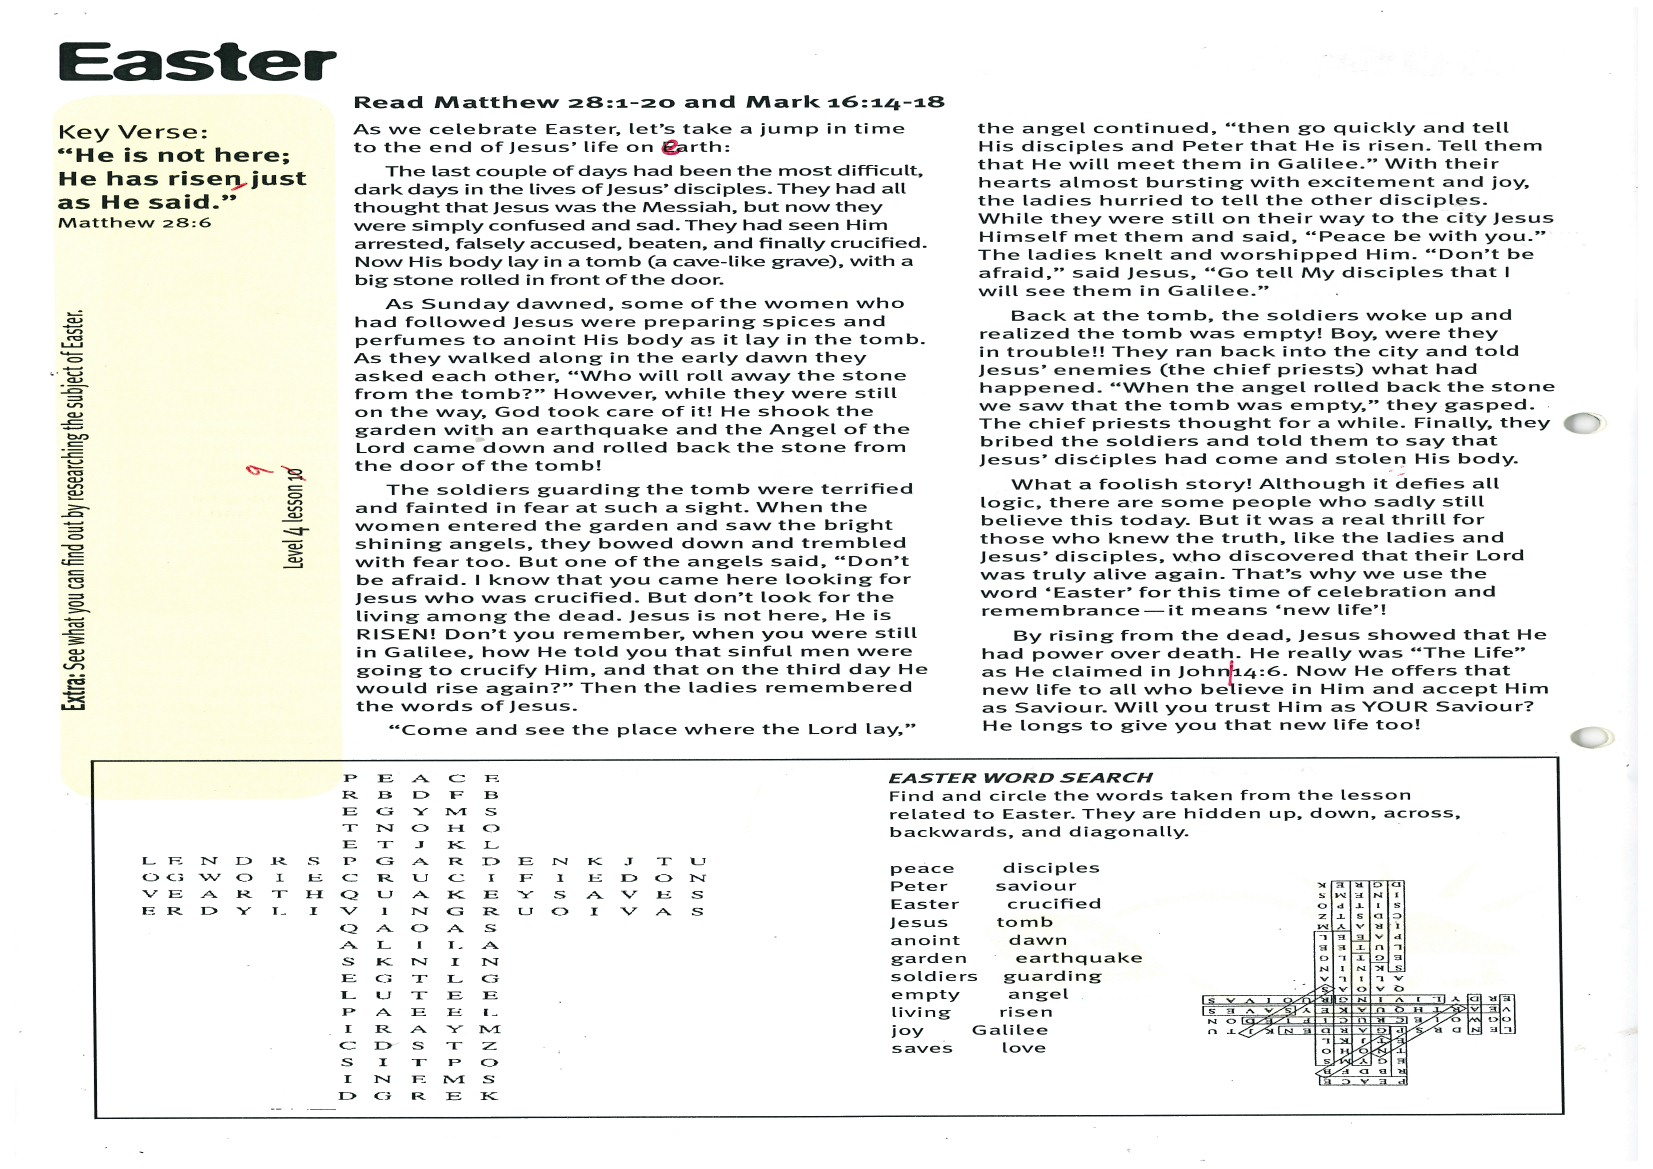 Easter
Key Verse:
“He is not here;
He has risen, just
as He said.”
Matthew 28:6
Extra: See what you can find out by researching the subject of Easter.
9
Level 4 lesson 10
Read Matthew 28:1-20 and Mark 16:14-18
As we celebrate Easter, let’s take a jump in time
to the end of Jesus’ life on earth:
The last couple of days had been the most difficult,
dark days in the lives of Jesus’ disciples. They had all
thought that Jesus was the Messiah, but now they
were simply confused and sad. They had seen Him
arrested, falsely accused, beaten, and finally crucified.
Now His body lay in a tomb (a cave-like grave), with a
big stone rolled in front of the door.
As Sunday dawned, some of the women who
had followed Jesus were preparing spices and
perfumes to anoint His body as it lay in the tomb.
As they walked along in the early dawn they
asked each other, “Who will roll away the stone
from the tomb?” However, while they were still
on the way, God took care of it! He shook the
garden with an earthquake and the Angel of the
Lord came down and rolled back the stone from
the door of the tomb!
The soldiers guarding the tomb were terrified
and fainted in fear at such a sight. When the
women entered the garden and saw the bright
shining angels, they bowed down and trembled
with fear too. But one of the angels said, “Don’t
be afraid. I know that you came here looking for
Jesus who was crucified. But don’t look for the
living among the dead. Jesus is not here, He is
RISEN! Don’t you remember, when you were still
in Galilee, how He told you that sinful men were
going to crucify Him, and that on the third day He
would rise again?” Then the ladies remembered
the words of Jesus.
“Come and see the place where the Lord lay,”
the angel continued, “then go quickly and tell
His disciples and Peter that He is risen. Tell them
that He will meet them in Galilee.” With their
hearts almost bursting with excitement and joy,
the ladies hurried to tell the other disciples.
While they were still on their way to the city Jesus
Himself met them and said, “Peace be with you.”
The ladies knelt and worshipped Him. “Don’t be
afraid,” said Jesus, “Go tell My disciples that I
will see them in Galilee.”
Back at the tomb, the soldiers woke up and
realized the tomb was empty! Boy, were they
in trouble!! They ran back into the city and told
Jesus’ enemies (the chief priests) what had
happened. “When the angel rolled back the stone
we saw that the tomb was empty,” they gasped.
The chief priests thought for a while. Finally, they
bribed the soldiers and told them to say that
Jesus’ disciples had come and stolen His body.
What a foolish story! Although it defies all
logic, there are some people who sadly still
believe this today. But it was a real thrill for
those who knew the truth, like the ladies and
Jesus’ disciples, who discovered that their Lord
was truly alive again. That’s why we use the
word ‘Easter’ for this time of celebration and
remembrance—it means ‘new life’!
By rising from the dead, Jesus showed that He
had power over death. He really was “The Life”
as He claimed in John 14:6. Now He offers that
new life to all who believe in Him and accept Him
as Saviour. Will you trust Him as YOUR Saviour?
He longs to give you that new life too!
P E A C E
R B D F B
E G Y M S
T N O H O
E T J K L
L E N D R S P G A R D E N K J T U
O G W O I E C R U C I F I E D O N
V E A R T H Q U A K E Y S A V E S
E R D Y L I V I N G R U O I V A S
Q A O A S
A L I L A
S K N I N
E G T L G
L U T E E
P A E E L
I R A Y M
C D S T Z
S I T P O
I N E M S
D G R E K
EASTER WORD SEARCH
Find and circle the words taken from the lesson
related to Easter. They are hidden up, down, across,
backwards, and diagonally.
peace disciples
Peter saviour
Easter crucified
Jesus tomb
anoint dawn
garden earthquake
soldiers guarding
empty angel
living risen
joy Galilee
saves love